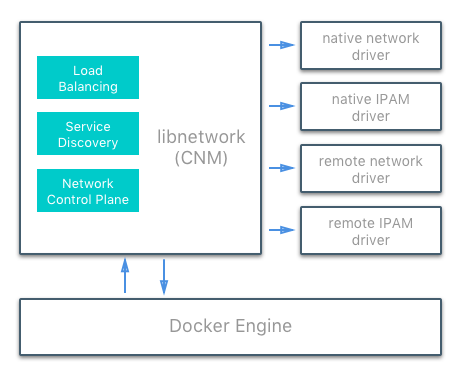 Load
Balancing
Service
Discovery
Network
Control Plane
libnetwork
(CNM)
native network
driver
native IPAM
driver
remote network
driver
remote IPAM
driver
Docker Engine